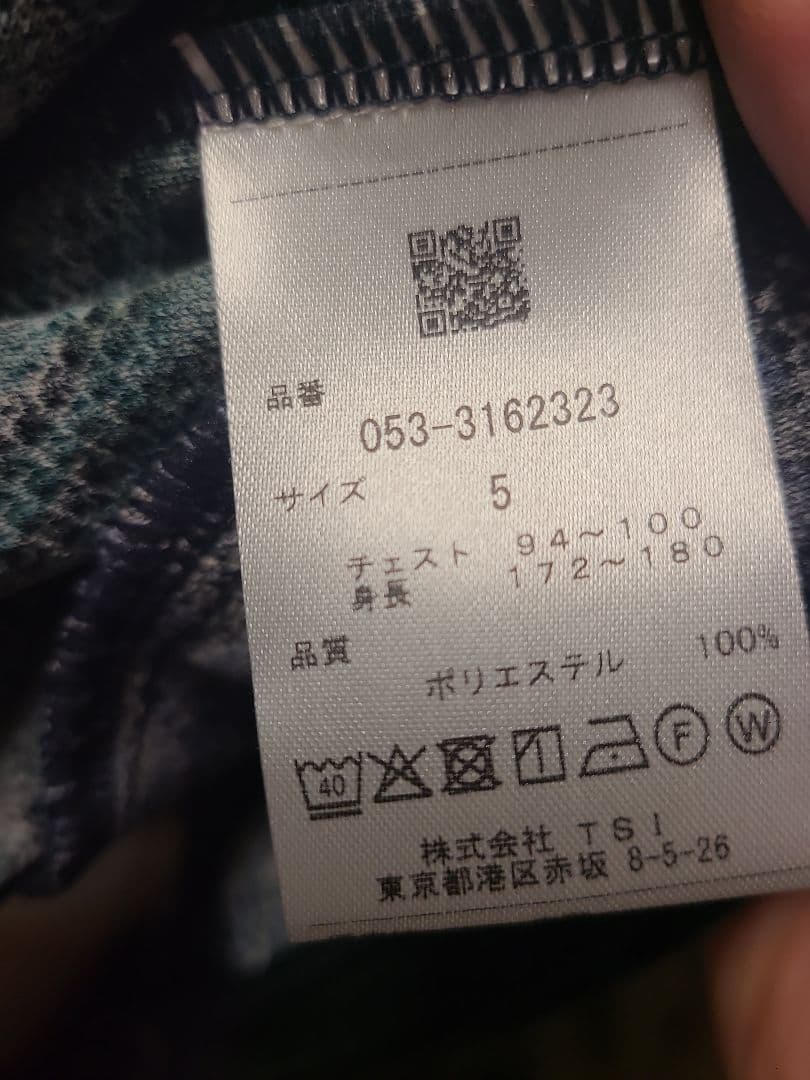 品番
053-3162323
サイズ 5
チェスト 94~100
身長 172~180
品質
ポリエステル 100%
40 F W
株式会社 TSI
東京都港区赤坂 8-5-26